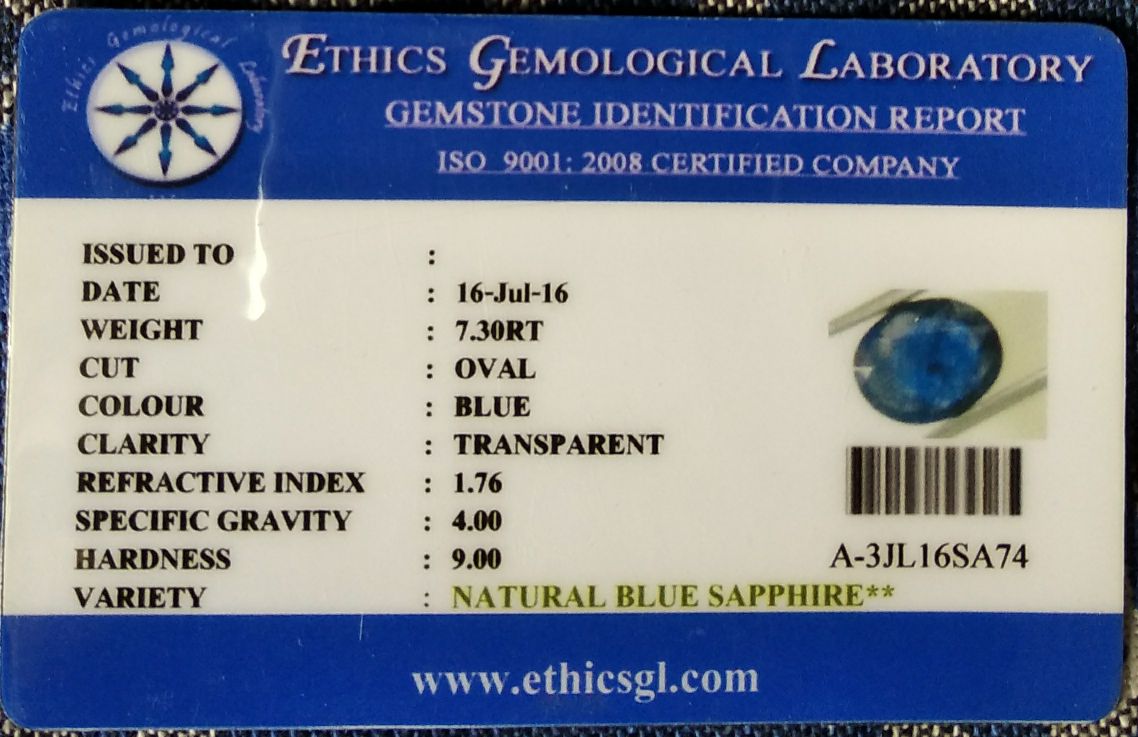 Ethics Gemological Laboratory
ETHICS GEMOLOGICAL LABORATORY
GEMSTONE IDENTIFICATION REPORT
ISO 9001: 2008 CERTIFIED COMPANY
ISSUED TO :
DATE : 16-Jul-16
WEIGHT : 7.30RT
CUT : OVAL
COLOUR : BLUE
CLARITY : TRANSPARENT
REFRACTIVE INDEX : 1.76
SPECIFIC GRAVITY : 4.00
HARDNESS : 9.00
VARIETY : NATURAL BLUE SAPPHIRE**
A-3JL16SA74
www.ethicsgl.com